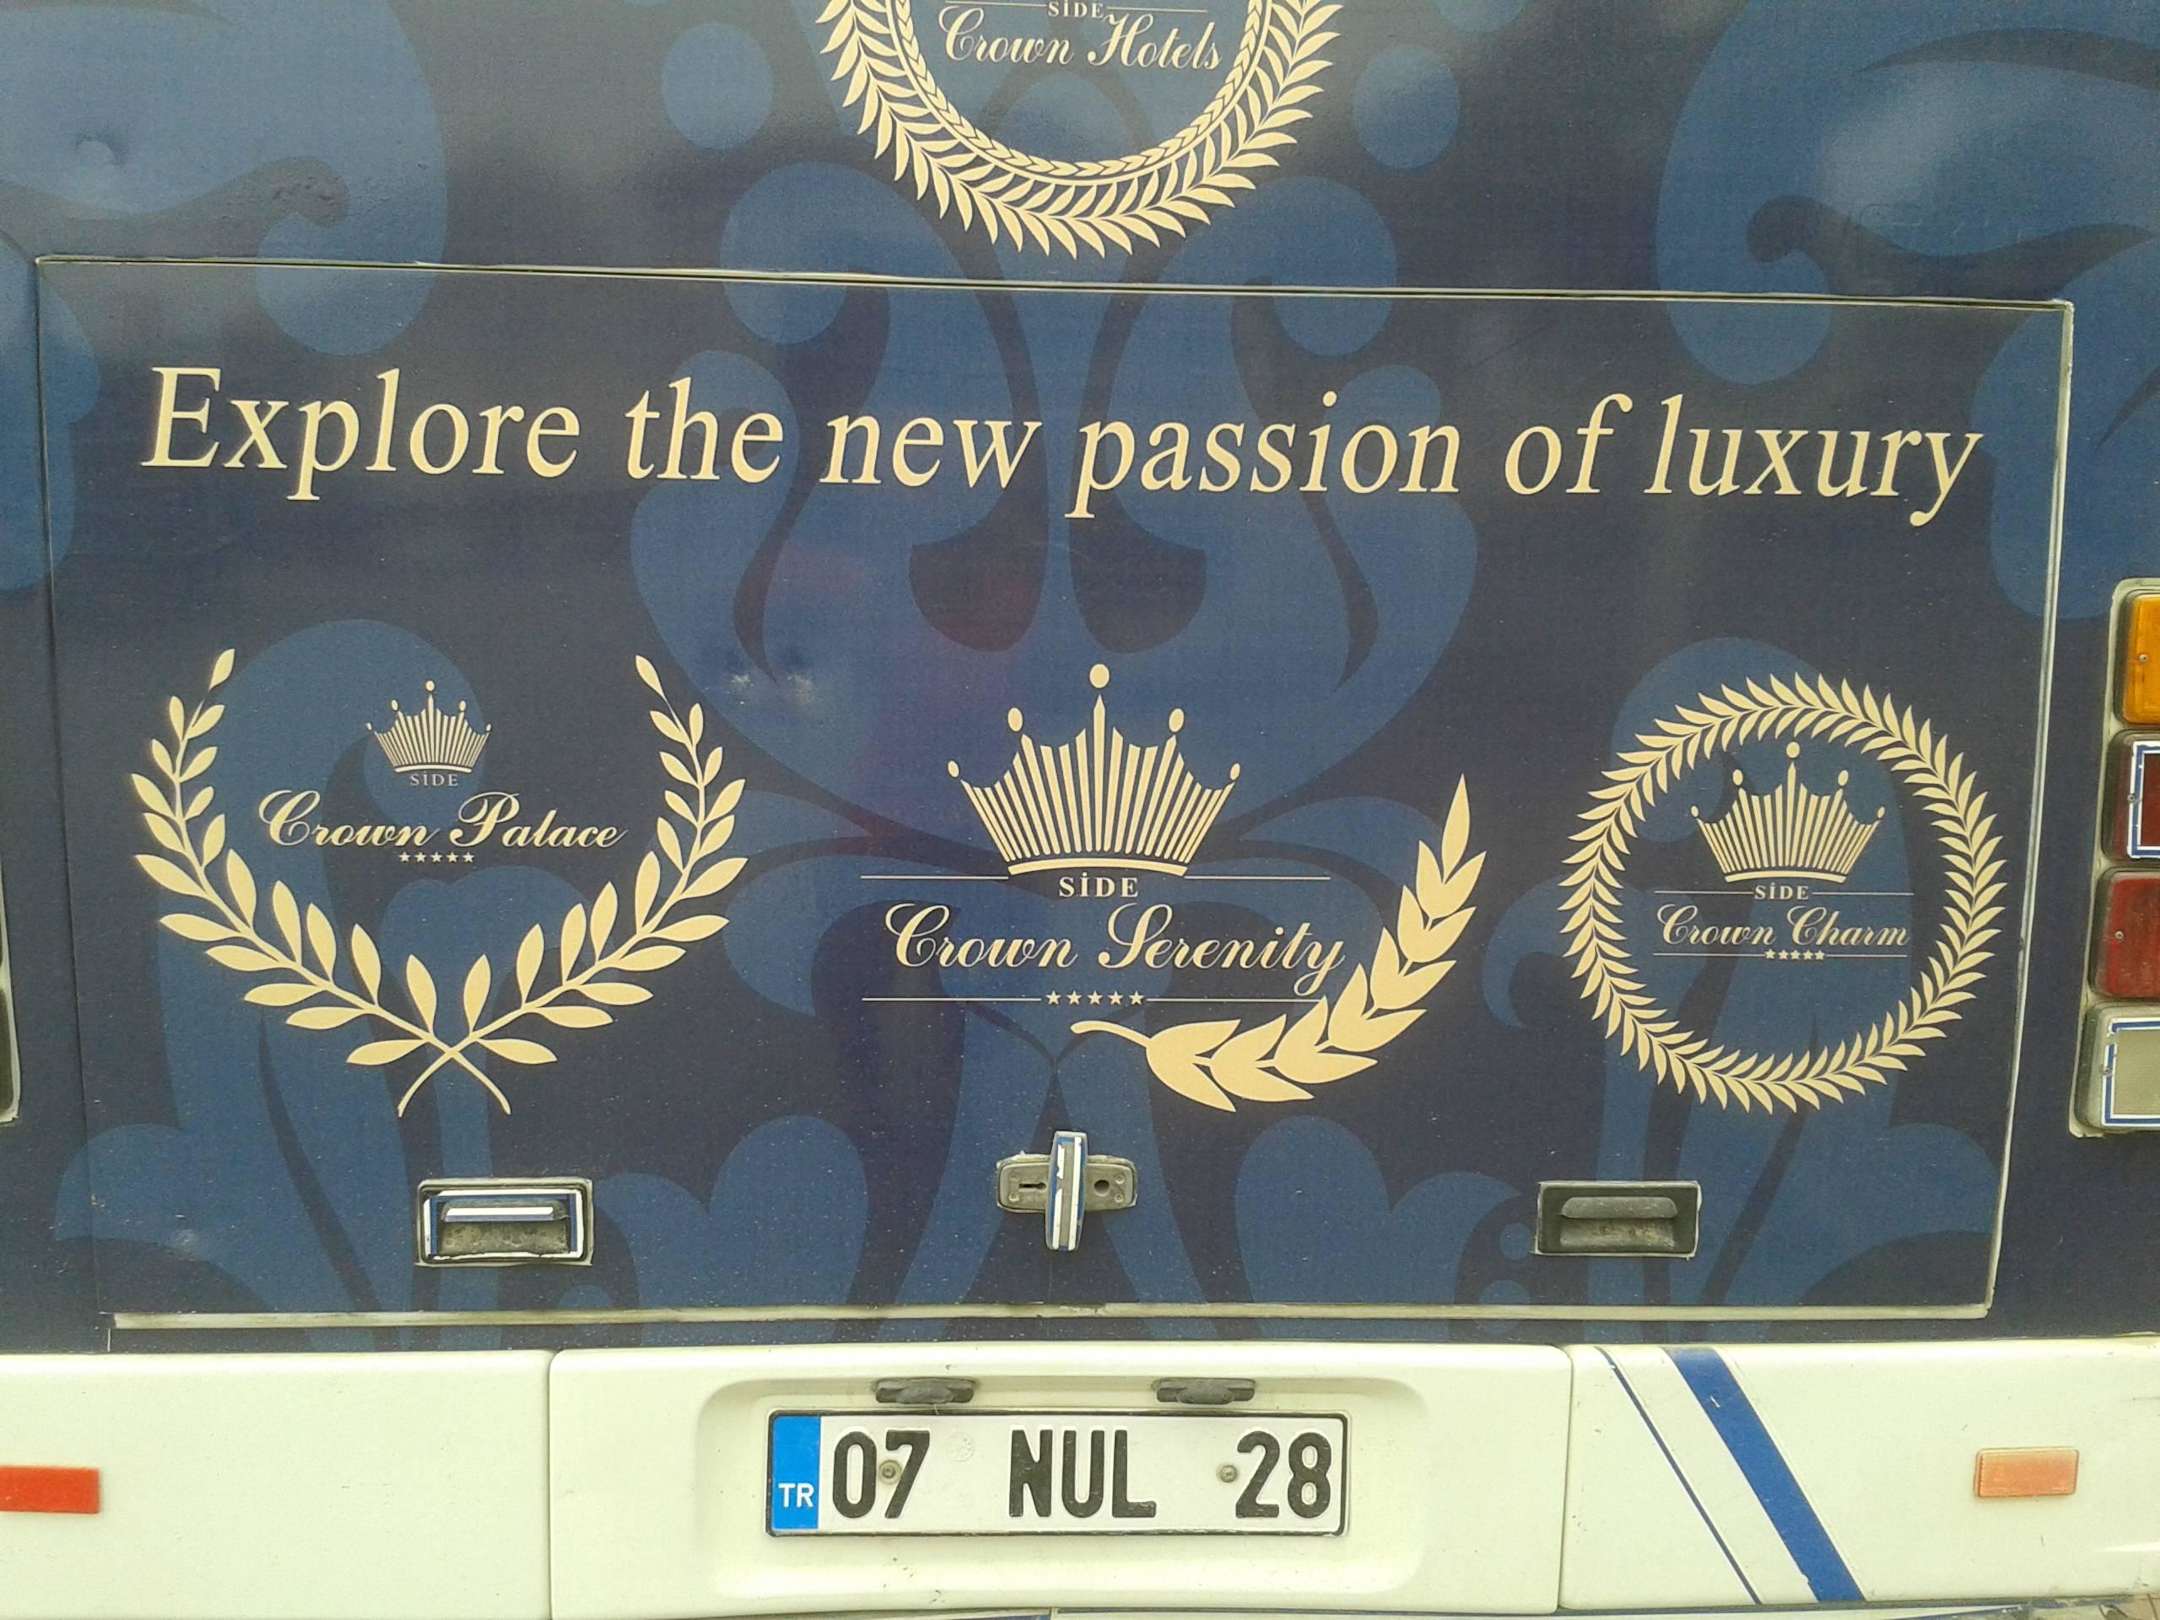 SİDE
Crown Hotels
Explore the new passion of luxury
SİDE
Crown Palace
SİDE
Crown Serenity
SİDE
Crown Charm
TR 07 NUL 28